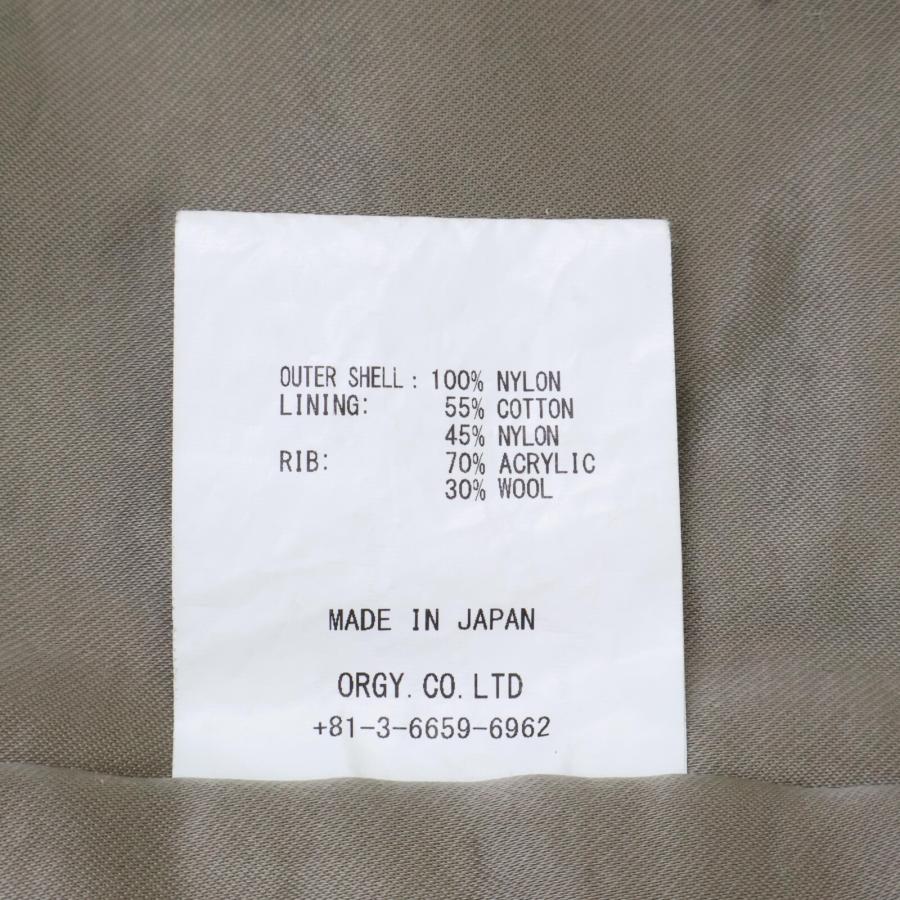 OUTER SHELL : 100% NYLON
LINING: 55% COTTON
45% NYLON
RIB: 70% ACRYLIC
30% WOOL
MADE IN JAPAN
ORGY. CO. LTD
+81-3-6659-6962